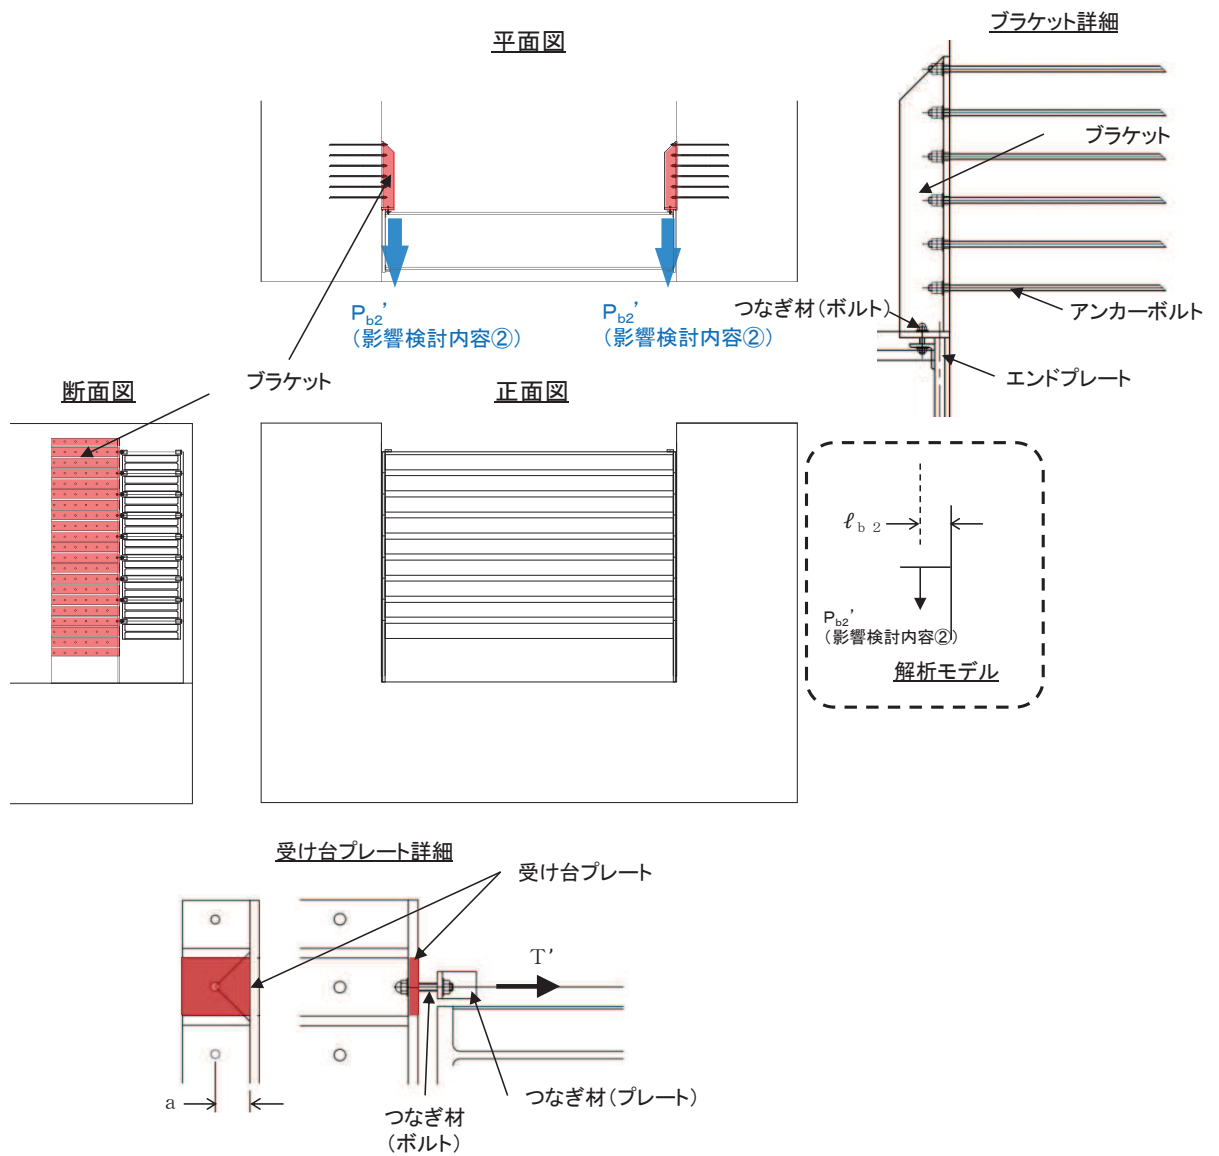 平面図
ブラケット詳細
ブラケット
つなぎ材(ボルト)
アンカーボルト
エンドプレート
Pb2’
(影響検討内容②)
Pb2’
(影響検討内容②)
ブラケット
断面図
正面図
ℓb2
Pb2’
(影響検討内容②)
解析モデル
受け台プレート詳細
受け台プレート
T’
a
つなぎ材
(ボルト)
つなぎ材(プレート)